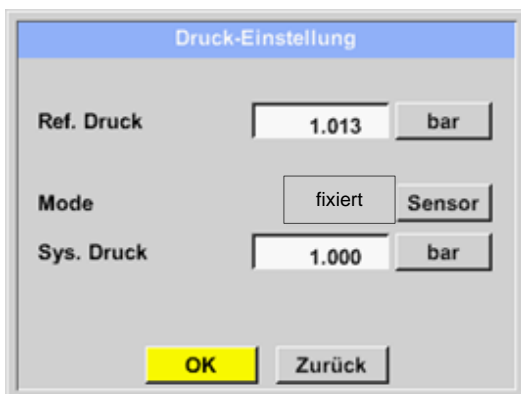 Druck-Einstellung
Ref. Druck 1.013 bar
Mode fixiert Sensor
Sys. Druck 1.000 bar
OK Zurück